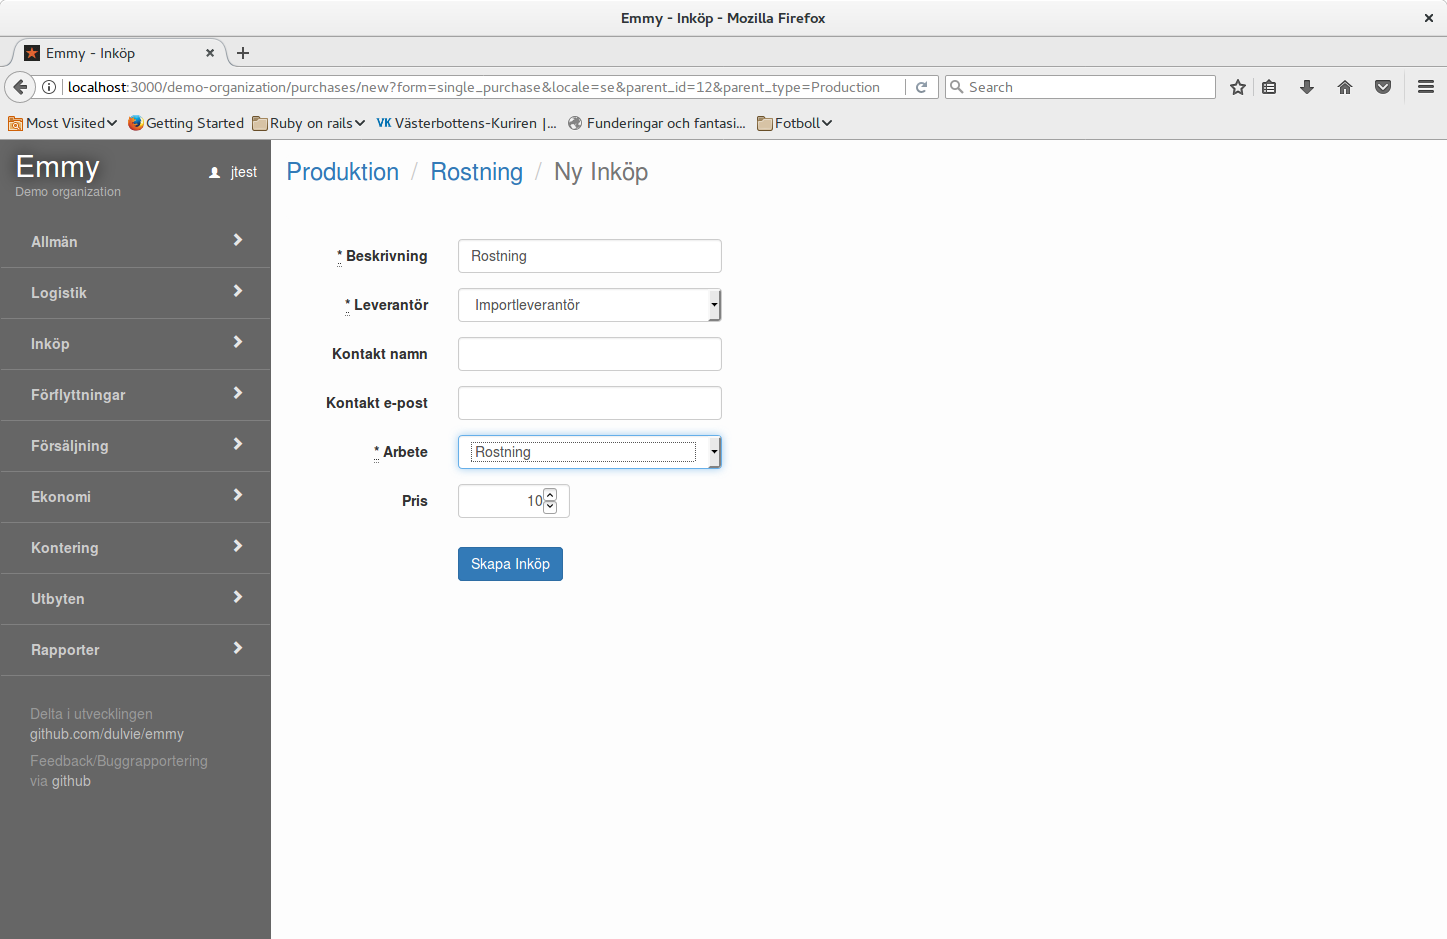 Emmy - Inköp - Mozilla Firefox
Emmy - Inköp
localhost:3000/demo-organization/purchases/new?form=single_purchase&locale=se&parent_id=12&parent_type=Production
Search
Most Visited Getting Started Ruby on rails VK Västerbottens-Kuriren |... Funderingar och fantasi... Fotboll
Emmy
jtest
Demo organization
Allmän
Logistik
Inköp
Förflyttningar
Försäljning
Ekonomi
Kontering
Utbyten
Rapporter
Delta i utvecklingen
github.com/dulvie/emmy
Feedback/Buggrapportering
via github
Produktion / Rostning / Ny Inköp
* Beskrivning Rostning
* Leverantör Importleverantör
Kontakt namn
Kontakt e-post
* Arbete Rostning
Pris 10
Skapa Inköp